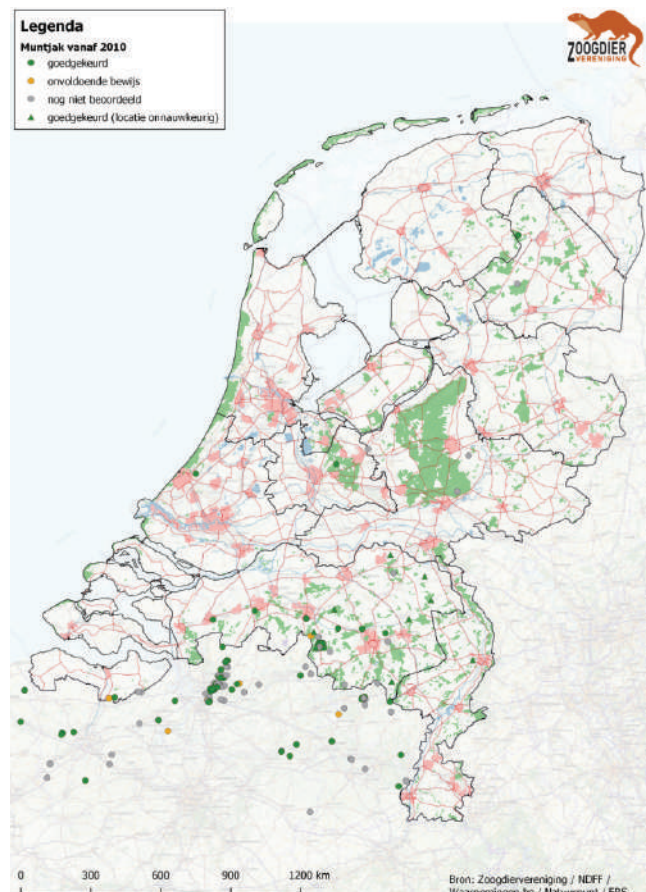 Legenda
Muntjak vanaf 2010
goedgekeurd
onvoldoende bewijs
nog niet beoordeeld
goedgekeurd (locatie onnauwkeurig)
ZOOGDIER
VERENIGING
0 300 600 900 1200 km
Bron: Zoogdiervereniging / NDFF /